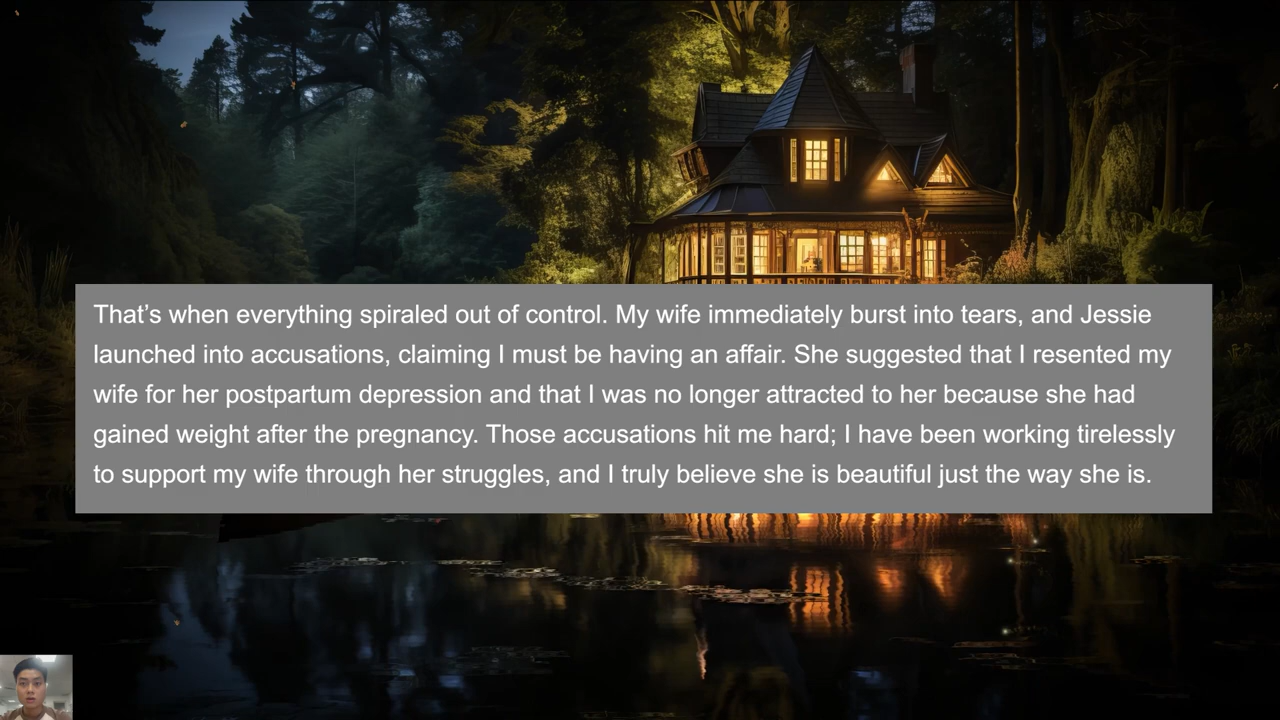 That’s when everything spiraled out of control. My wife immediately burst into tears, and Jessie
launched into accusations, claiming I must be having an affair. She suggested that I resented my
wife for her postpartum depression and that I was no longer attracted to her because she had
gained weight after the pregnancy. Those accusations hit me hard; I have been working tirelessly
to support my wife through her struggles, and I truly believe she is beautiful just the way she is.